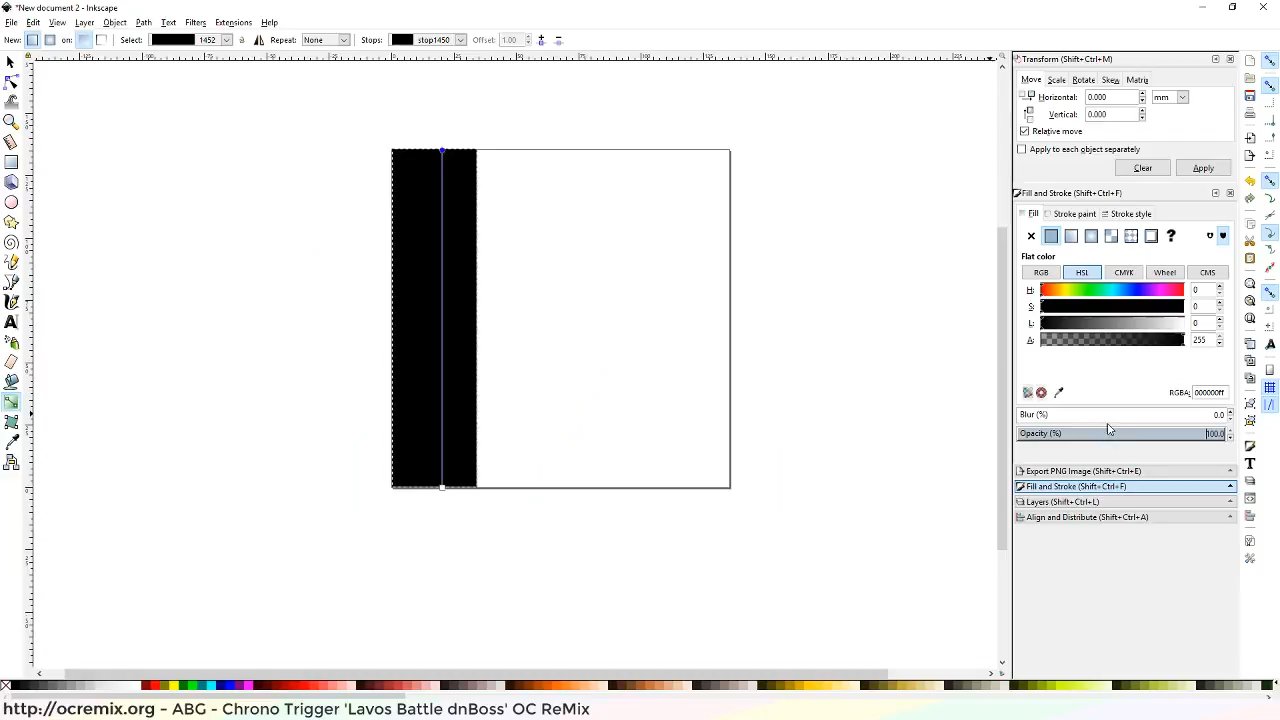 *New document 2 - Inkscape
File Edit View Layer Object Path Text Filters Extensions Help
New: on: Select: 1452 Repeat: None Stops: stop1450 Offset: 1.00
Transform (Shift+Ctrl+M)
Move Scale Rotate Skew Matrix
Horizontal: 0.000 mm
Vertical: 0.000
Relative move
Apply to each object separately
Clear Apply
Fill and Stroke (Shift+Ctrl+F)
Fill Stroke paint Stroke style
Flat color
RGB HSL CMYK Wheel CMS
H: 0
S: 0
L: 0
A: 255
RGBA: 000000ff
Blur (%) 0.0
Opacity (%) 100.0
Export PNG Image (Shift+Ctrl+E)
Fill and Stroke (Shift+Ctrl+F)
Layers (Shift+Ctrl+L)
Align and Distribute (Shift+Ctrl+A)
http://ocremix.org - ABG - Chrono Trigger 'Lavos Battle dnBoss' OC ReMix